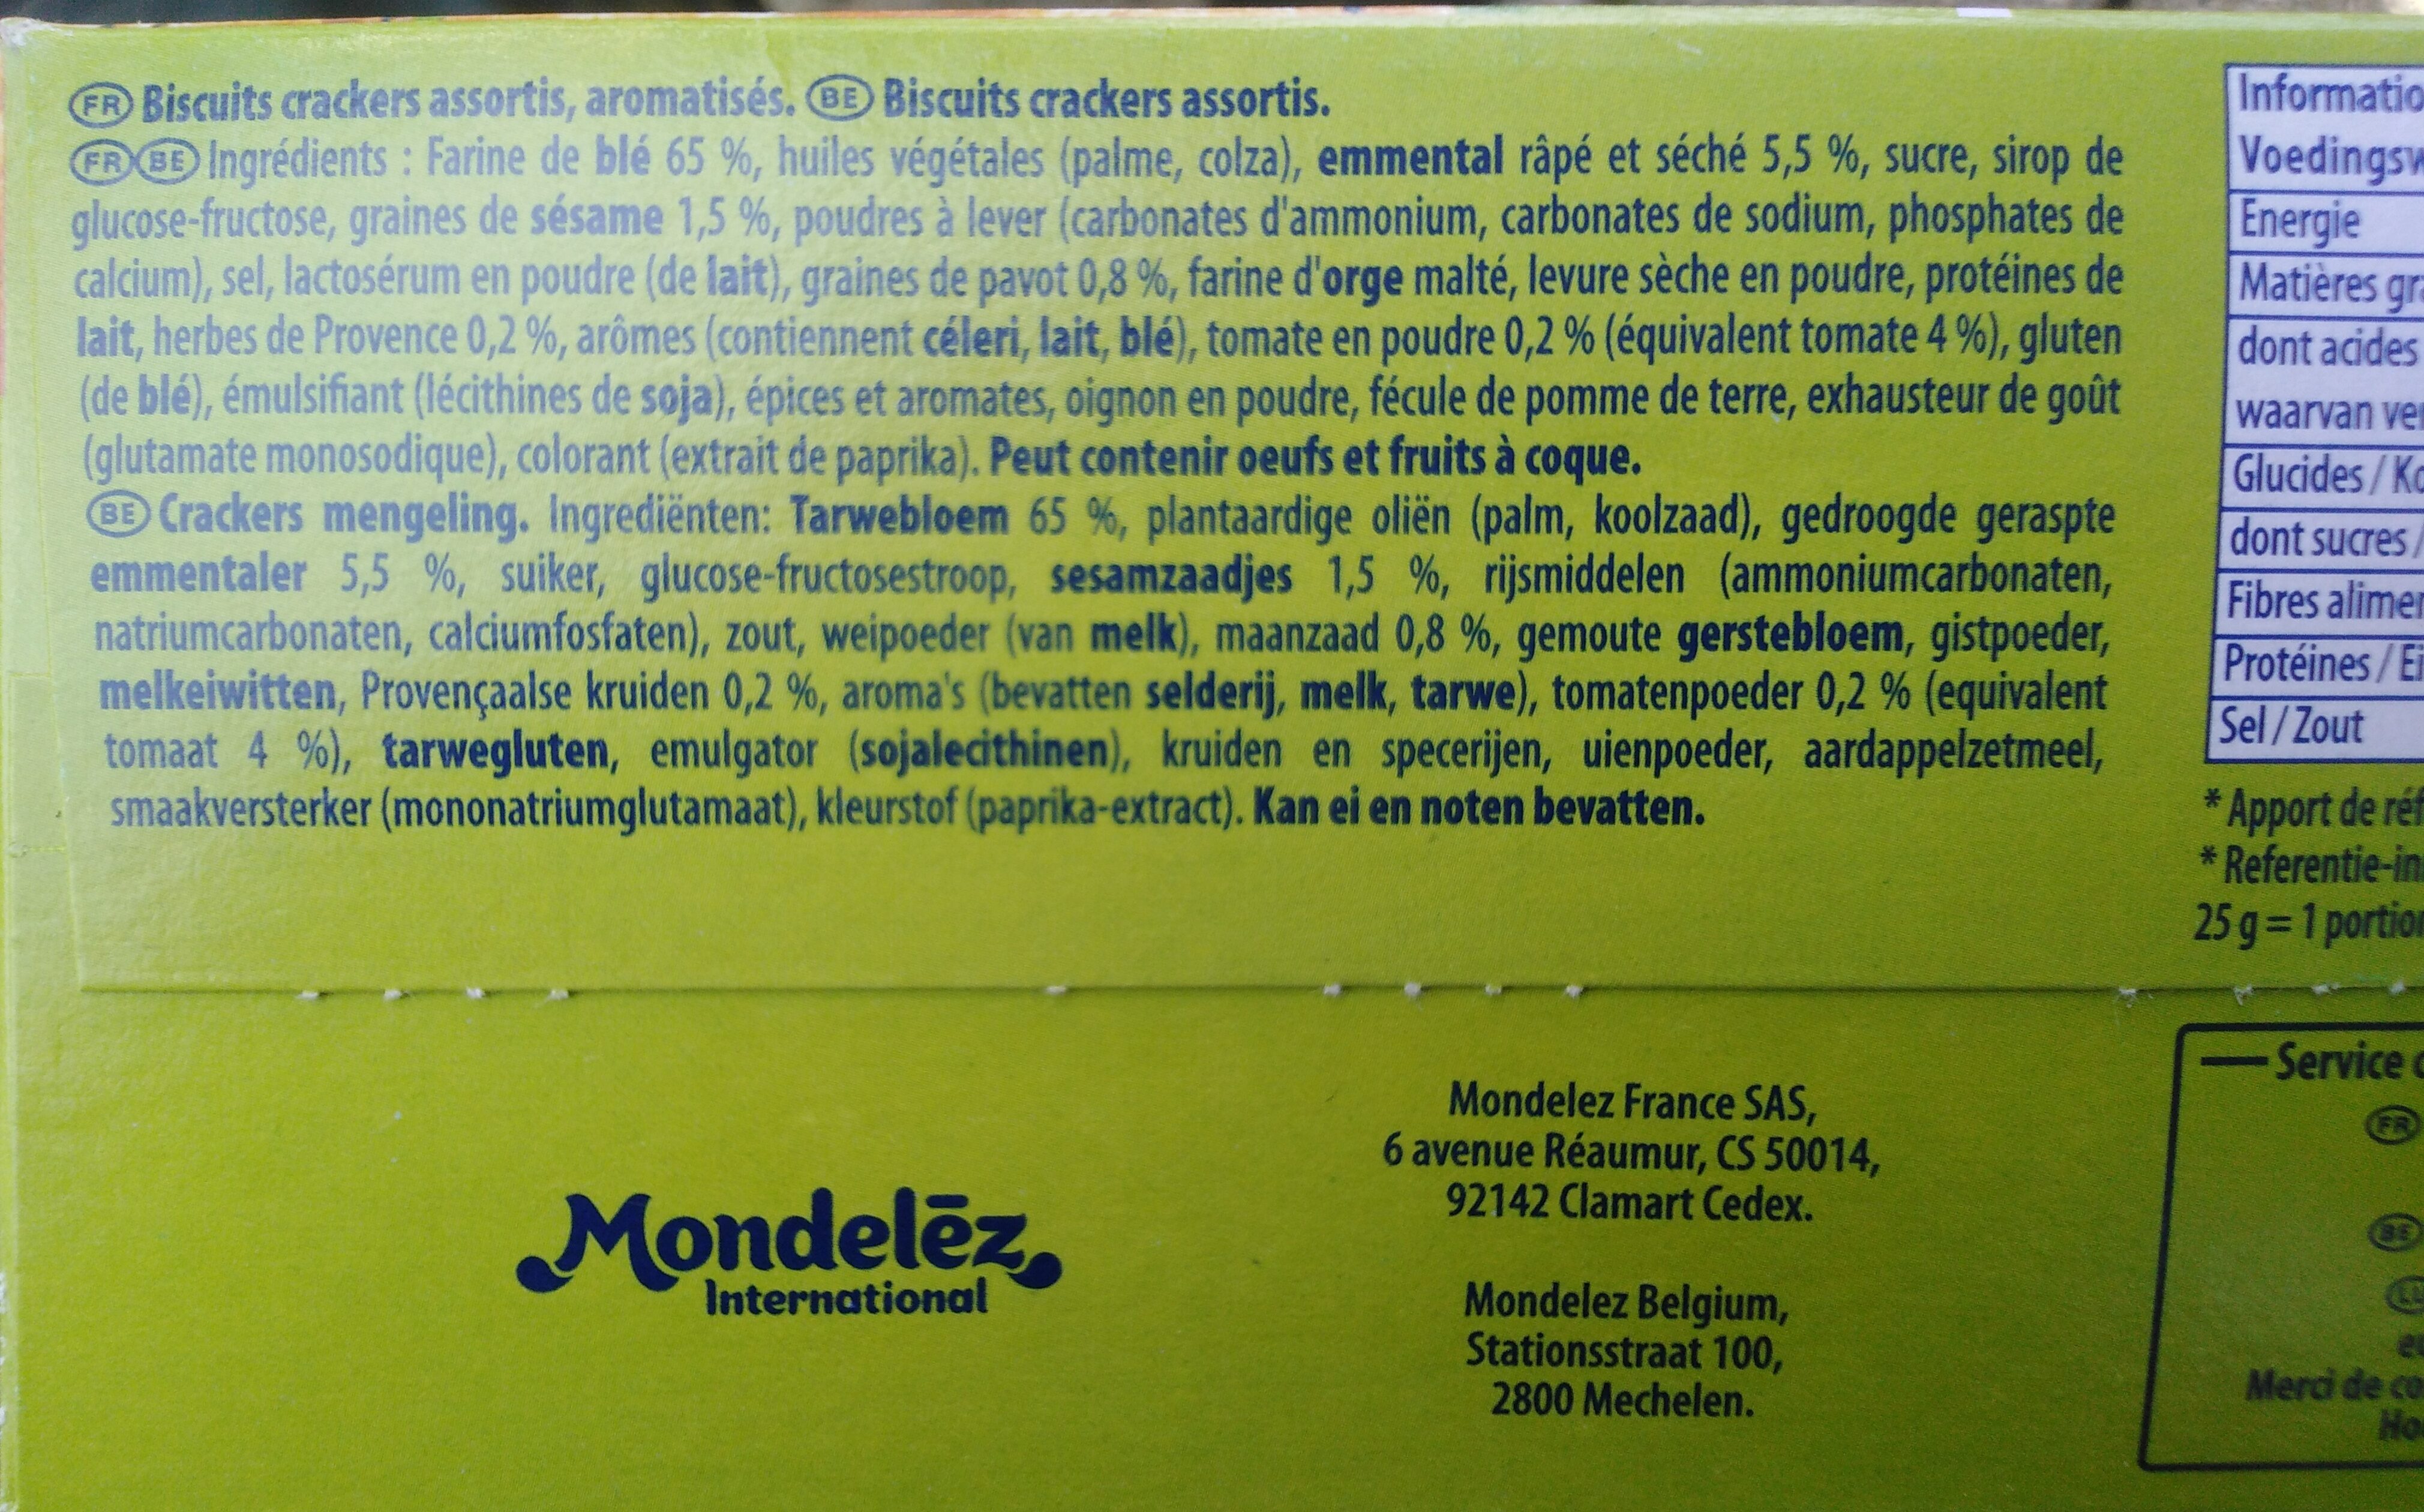 FR Biscuits crackers assortis, aromatisés. BE Biscuits crackers assortis.
FR BE Ingrédients : Farine de blé 65 %, huiles végétales (palme, colza), emmental râpé et séché 5,5 %, sucre, sirop de
glucose-fructose, graines de sésame 1,5 %, poudres à lever (carbonates d'ammonium, carbonates de sodium, phosphates de
calcium), sel, lactosérum en poudre (de lait), graines de pavot 0,8 %, farine d'orge malté, levure sèche en poudre, protéines de
lait, herbes de Provence 0,2 %, arômes (contiennent céleri, lait, blé), tomate en poudre 0,2 % (équivalent tomate 4 %), gluten
(de blé), émulsifiant (lécithines de soja), épices et aromates, oignon en poudre, fécule de pomme de terre, exhausteur de goût
(glutamate monosodique), colorant (extrait de paprika). Peut contenir oeufs et fruits à coque.
BE Crackers mengeling. Ingrediënten: Tarwebloem 65 %, plantaardige oliën (palm, koolzaad), gedroogde geraspte
emmentaler 5,5 %, suiker, glucose-fructosestroop, sesamzaadjes 1,5 %, rijsmiddelen (ammoniumcarbonaten,
natriumcarbonaten, calciumfosfaten), zout, weipoeder (van melk), maanzaad 0,8 %, gemoute gerstebloem, gistpoeder,
melkeiwitten, Provençaalse kruiden 0,2 %, aroma's (bevatten selderij, melk, tarwe), tomatenpoeder 0,2 % (equivalent
tomaat 4 %), tarwegluten, emulgator (sojalecithinen), kruiden en specerijen, uienpoeder, aardappelzetmeel,
smaakversterker (mononatriumglutamaat), kleurstof (paprika-extract). Kan ei en noten bevatten.
Energie
Matières
dont acides
waarvan
Glucides /
dont sucres /
Fibres
Protéines /
Sel / Zout
* Apport de
* Referentie-
25 g = 1
Mondelēz
International
Mondelez France SAS,
6 avenue Réaumur, CS 50014,
92142 Clamart Cedex.
Mondelez Belgium,
Stationsstraat 100,
2800 Mechelen.
Service
FR
BE
Merci de